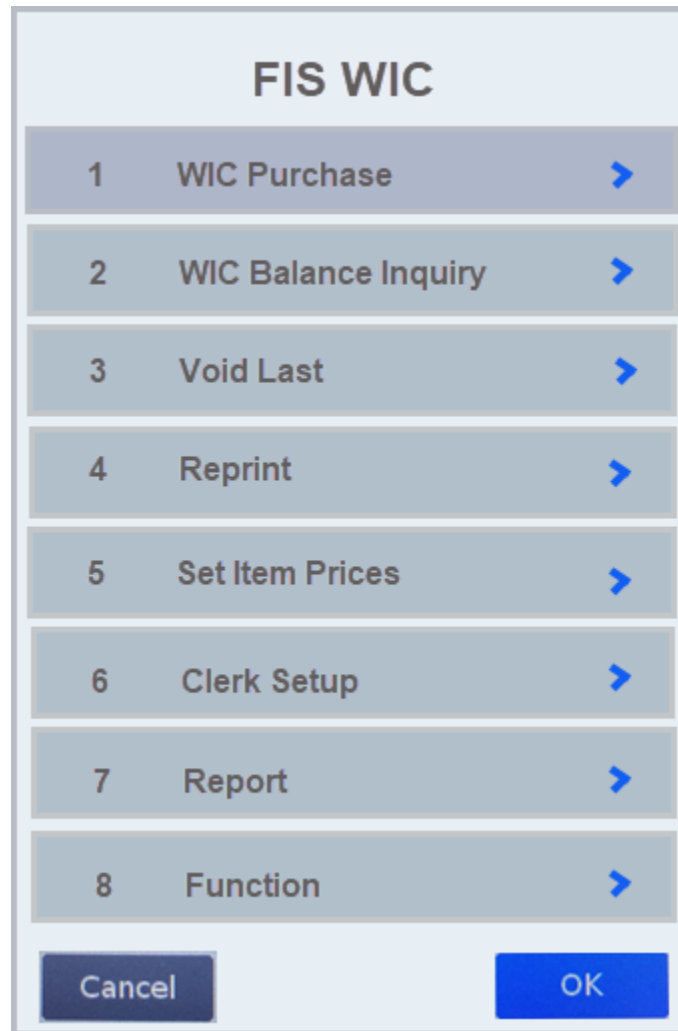 FIS WIC
1 WIC Purchase
2 WIC Balance Inquiry
3 Void Last
4 Reprint
5 Set Item Prices
6 Clerk Setup
7 Report
8 Function
Cancel OK